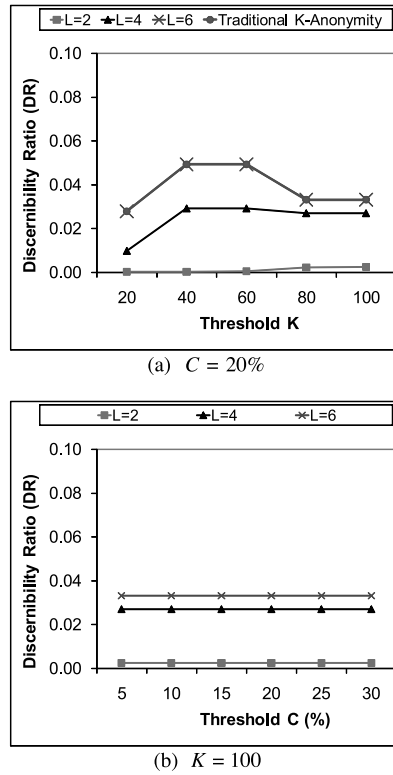 L=2 L=4 L=6 Traditional K-Anonymity
Discernibility Ratio (DR)
0.10
0.08
0.06
0.04
0.02
0.00
20 40 60 80 100
Threshold K
(a) C = 20%
L=2 L=4 L=6
Discernibility Ratio (DR)
0.10
0.08
0.06
0.04
0.02
0.00
5 10 15 20 25 30
Threshold C (%)
(b) K = 100